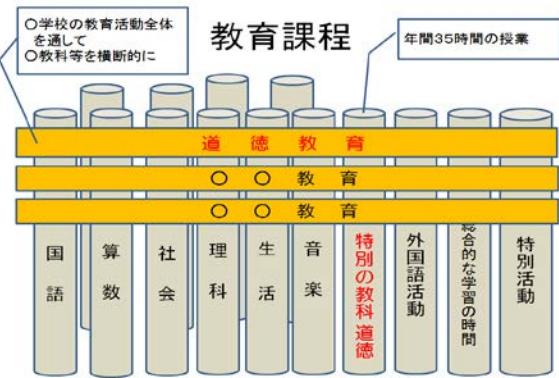 ○学校の教育活動全体
を通して
○教科等を横断的に
教育課程
年間35時間の授業
道徳教育
○○教育
○○教育
国語
算数
社会
理科
生活
音楽
特別の教科道徳
外国語活動
総合的な学習の時間
特別活動